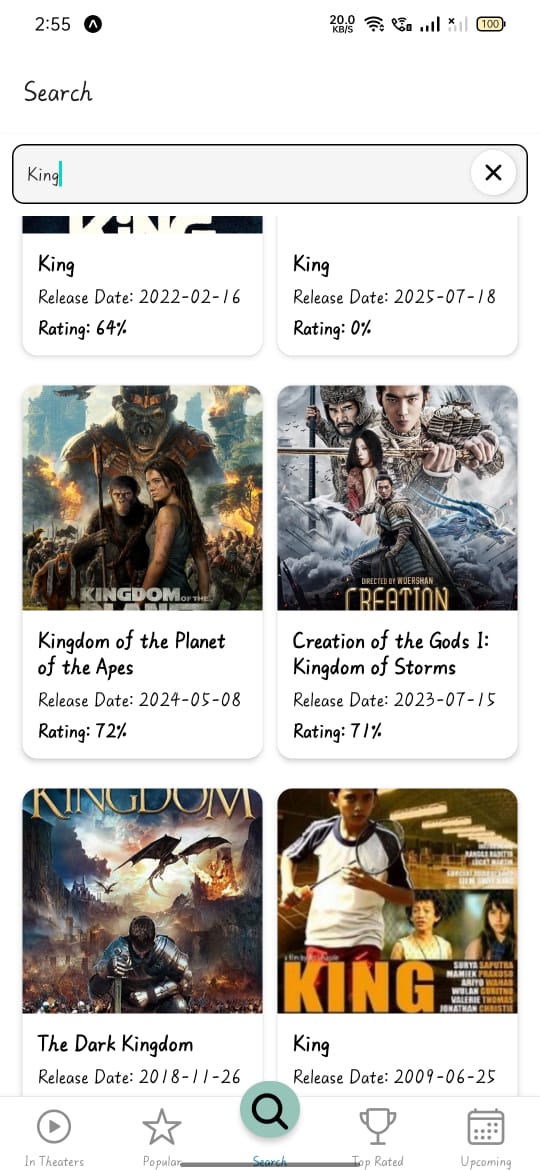 2:55
20.0
KB/S
100
Search
King
KING
King
Release Date: 2022-02-16
Rating: 64%
King
Release Date: 2025-07-18
Rating: 0%
KINGDOM OF THE
PLANET
DIRECTED BY WUERSHAN
CREATION
Kingdom of the Planet
of the Apes
Release Date: 2024-05-08
Rating: 72%
Creation of the Gods I:
Kingdom of Storms
Release Date: 2023-07-15
Rating: 71%
KINGDOM
KING
SURYA SAPUTRA
MAMIEK PRAKOSO
ARIYO WAHAB
WULAN GURITNO
VALERIE THOMAS
JONATHAN CHRISTIE
The Dark Kingdom
Release Date: 2018-11-26
King
Release Date: 2009-06-25
In Theaters
Popular
Search
Top Rated
Upcoming